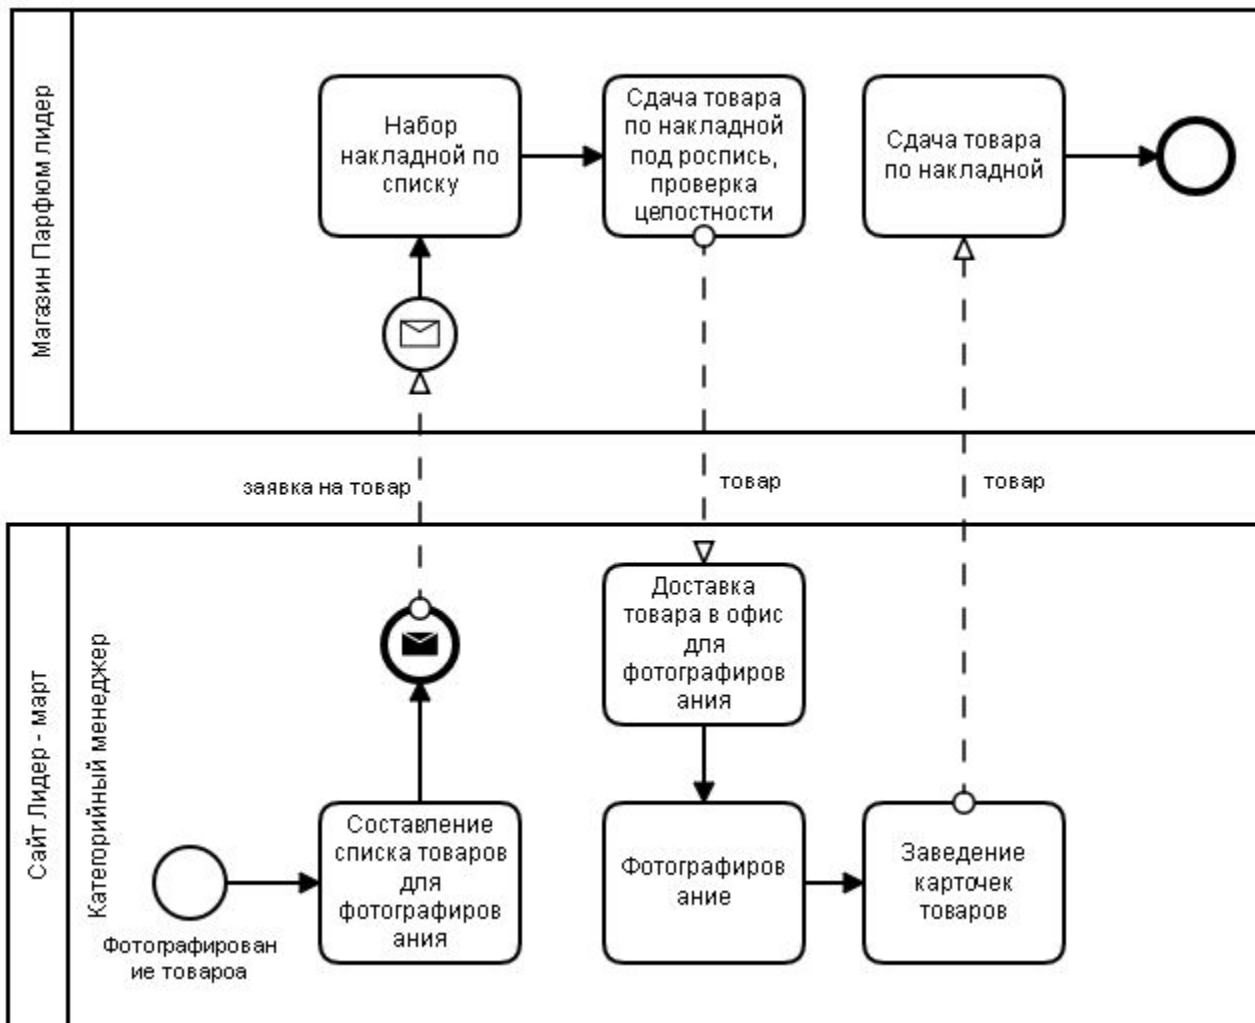 Магазин Парфюм лидер
Набор
накладной по
списку
Сдача товара
по накладной
под роспись,
проверка
целостности
Сдача товара
по накладной
заявка на товар
товар
товар
Сайт Лидер - март
Категорийный менеджер
Фотографирован
ие товароа
Составление
списка товаров
для
фотографиров
ания
Доставка
товара в офис
для
фотографиров
ания
Фотографиров
ание
Заведение
карточек
товаров